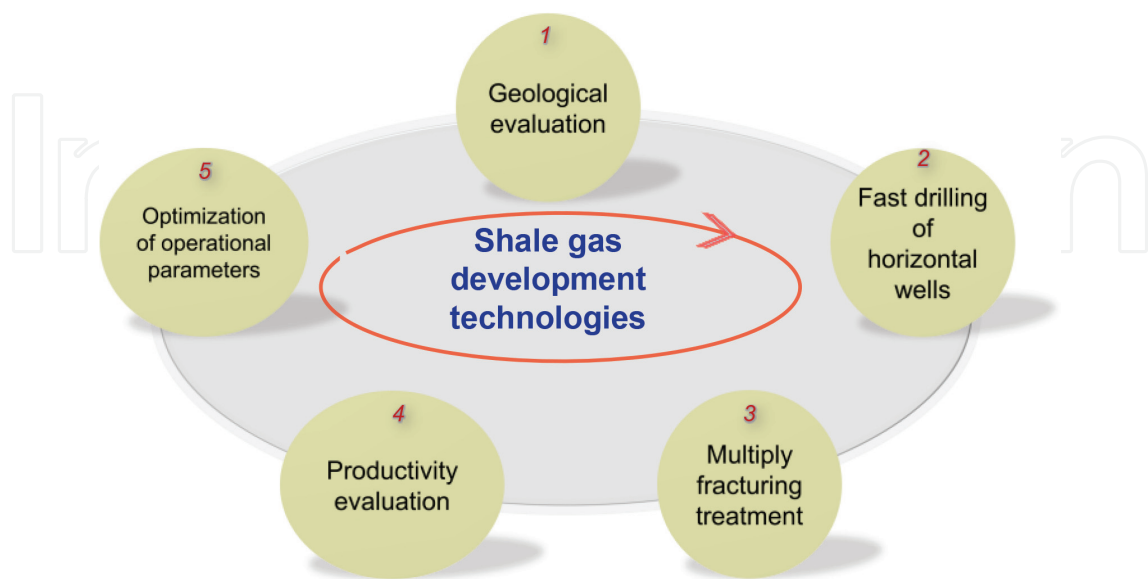 1
Geological
evaluation
2
Fast drilling
of
horizontal
wells
3
Multiply
fracturing
treatment
4
Productivity
evaluation
5
Optimization
of operational
parameters
Shale gas
development
technologies